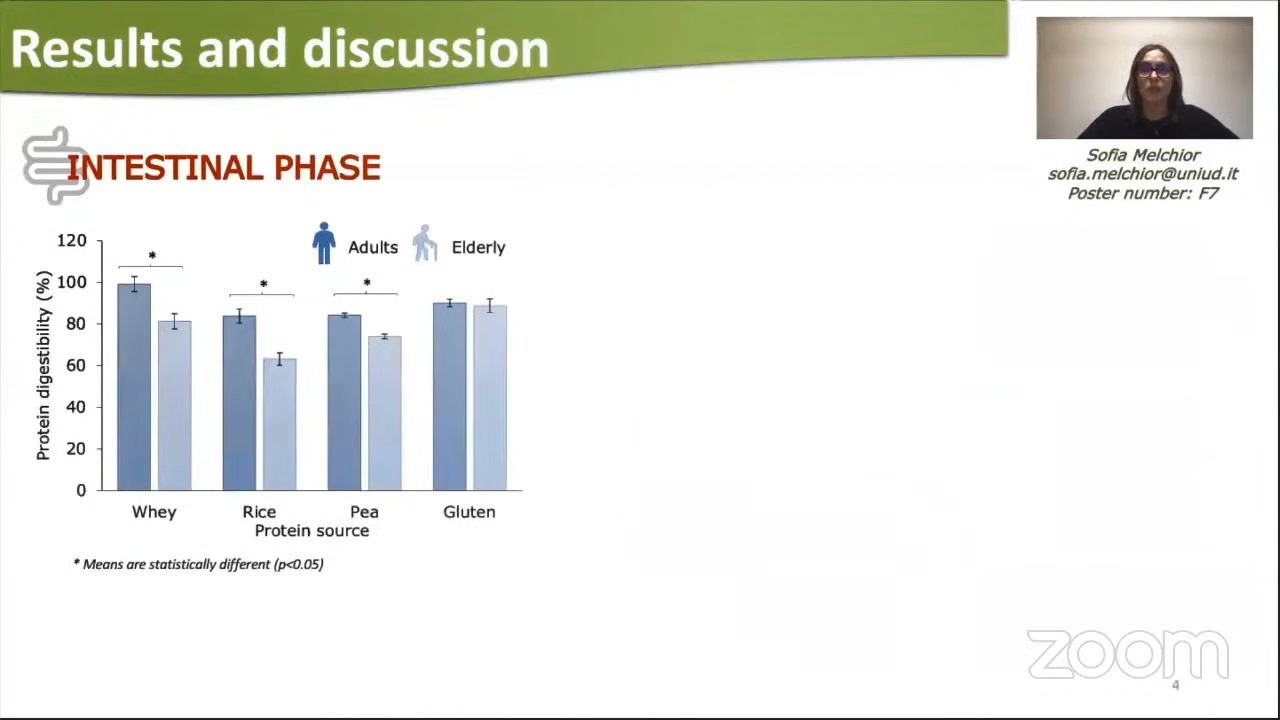 Results and discussion
Sofia Melchior
sofia.melchior@uniud.it
Poster number: F7
INTESTINAL PHASE
Adults
Elderly
Protein digestibility (%)
120
100
80
60
40
20
0
*
*
*
Whey Rice Pea Gluten
Protein source
* Means are statistically different (p<0.05)
zoom
4